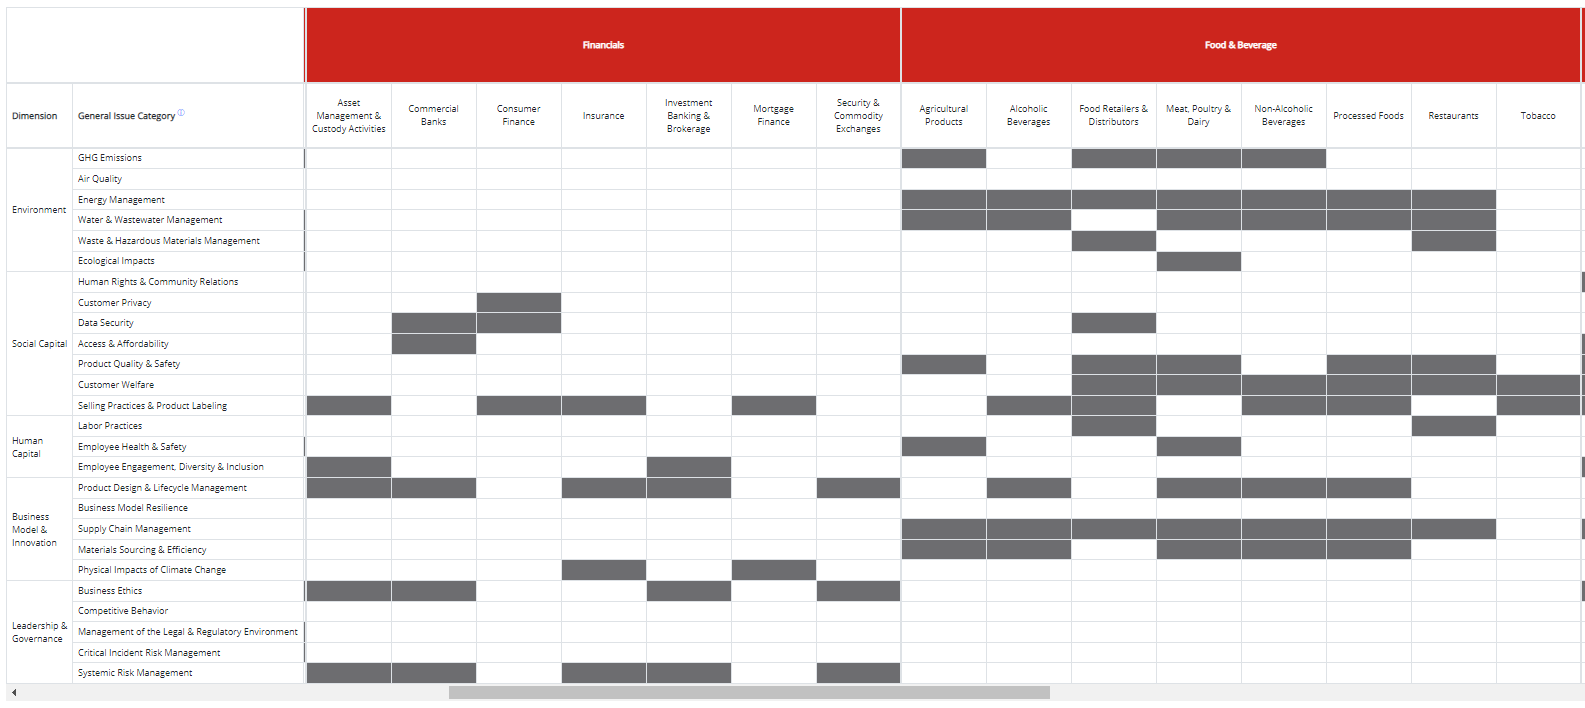 Financials
Food & Beverage
Dimension
General Issue Category
Asset
Management &
Custody Activities
Commercial
Banks
Consumer
Finance
Insurance
Investment
Banking &
Brokerage
Mortgage
Finance
Security &
Commodity
Exchanges
Agricultural
Products
Alcoholic
Beverages
Food Retailers &
Distributors
Meat, Poultry &
Dairy
Non-Alcoholic
Beverages
Processed Foods
Restaurants
Tobacco
Environment
GHG Emissions
Air Quality
Energy Management
Water & Wastewater Management
Waste & Hazardous Materials Management
Ecological Impacts
Social Capital
Human Rights & Community Relations
Customer Privacy
Data Security
Access & Affordability
Product Quality & Safety
Customer Welfare
Selling Practices & Product Labeling
Human
Capital
Labor Practices
Employee Health & Safety
Employee Engagement, Diversity & Inclusion
Business
Model &
Innovation
Product Design & Lifecycle Management
Business Model Resilience
Supply Chain Management
Materials Sourcing & Efficiency
Physical Impacts of Climate Change
Leadership &
Governance
Business Ethics
Competitive Behavior
Management of the Legal & Regulatory Environment
Critical Incident Risk Management
Systemic Risk Management